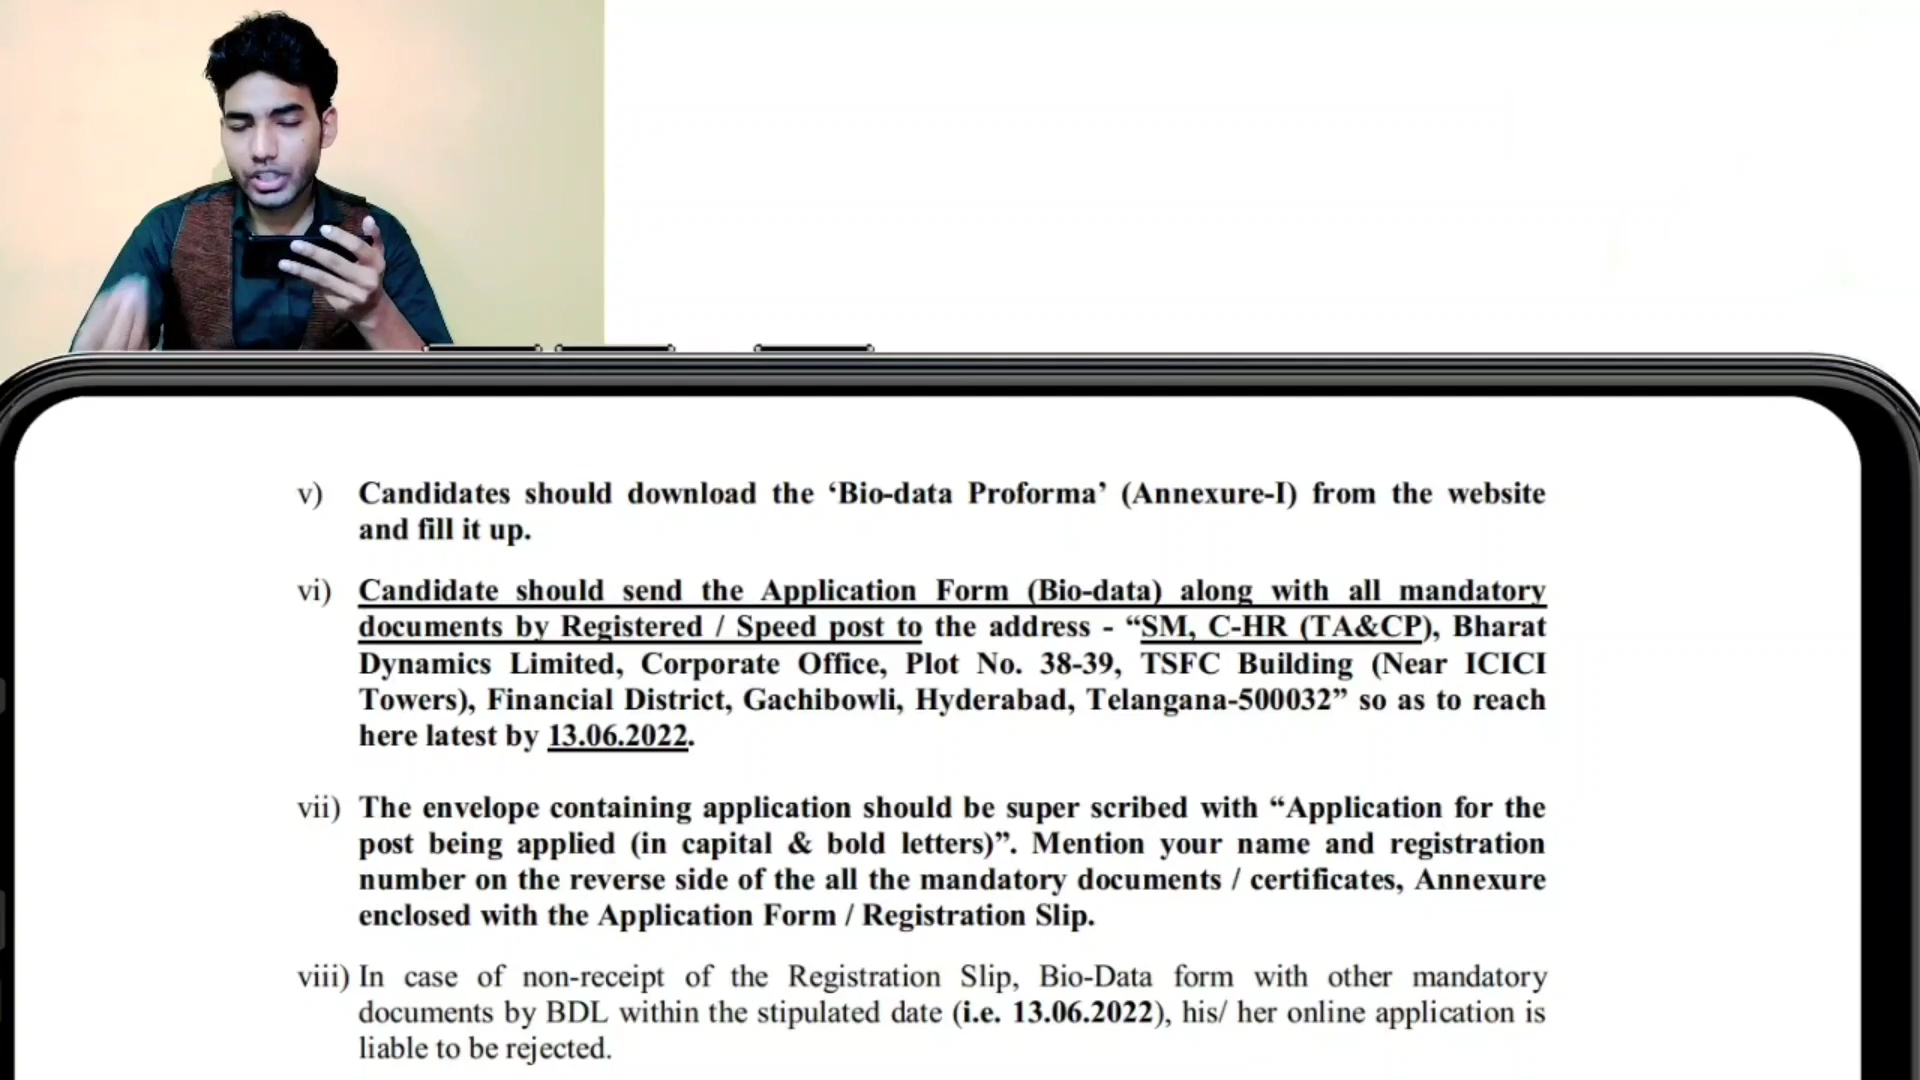 v) Candidates should download the ‘Bio-data Proforma’ (Annexure-I) from the website
and fill it up.
vi) Candidate should send the Application Form (Bio-data) along with all mandatory
documents by Registered / Speed post to the address - “SM, C-HR (TA&CP), Bharat
Dynamics Limited, Corporate Office, Plot No. 38-39, TSFC Building (Near ICICI
Towers), Financial District, Gachibowli, Hyderabad, Telangana-500032” so as to reach
here latest by 13.06.2022.
vii) The envelope containing application should be super scribed with “Application for the
post being applied (in capital & bold letters)”. Mention your name and registration
number on the reverse side of the all the mandatory documents / certificates, Annexure
enclosed with the Application Form / Registration Slip.
viii) In case of non-receipt of the Registration Slip, Bio-Data form with other mandatory
documents by BDL within the stipulated date (i.e. 13.06.2022), his/ her online application is
liable to be rejected.